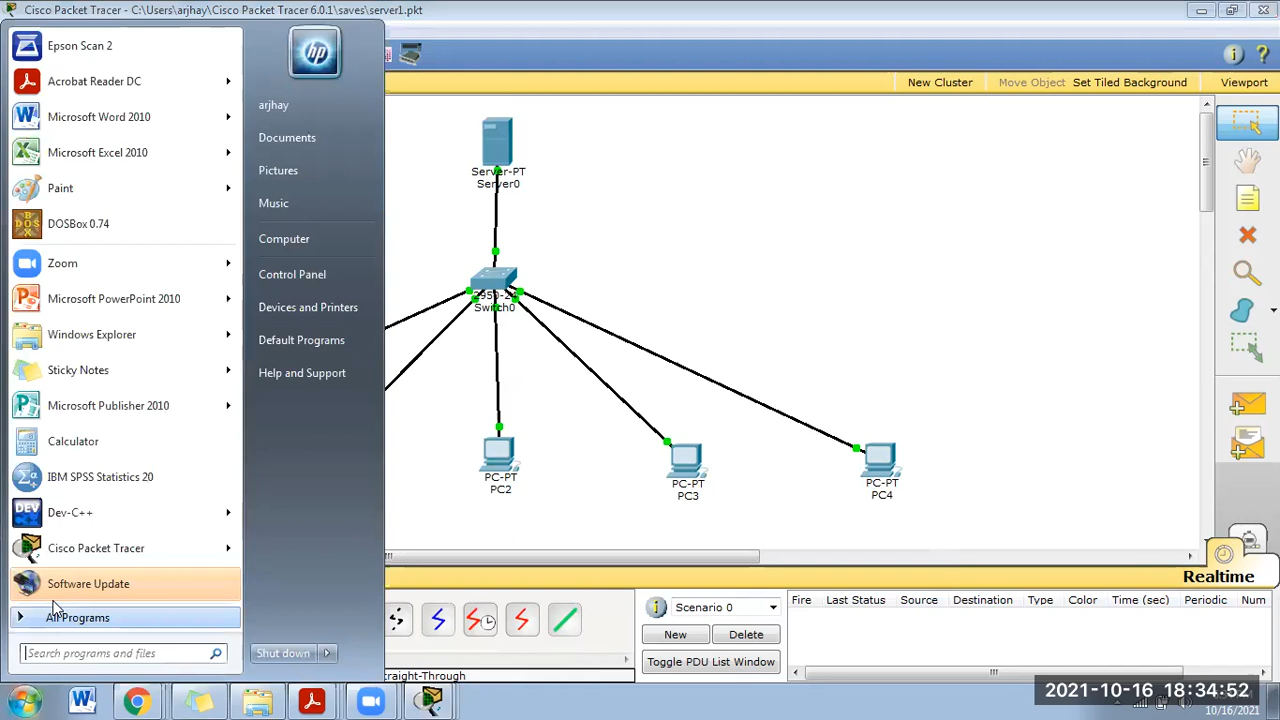 Cisco Packet Tracer - C:\Users\arjhay\Cisco Packet Tracer 6.0.1\saves\server1.pkt
New Cluster
Move Object
Set Tiled Background
Viewport
Epson Scan 2
Acrobat Reader DC
Microsoft Word 2010
Microsoft Excel 2010
Paint
DOSBox 0.74
Zoom
Microsoft PowerPoint 2010
Windows Explorer
Sticky Notes
Microsoft Publisher 2010
Calculator
IBM SPSS Statistics 20
Dev-C++
Cisco Packet Tracer
Software Update
All Programs
Search programs and files
hp
arjhay
Documents
Pictures
Music
Computer
Control Panel
Devices and Printers
Default Programs
Help and Support
Shut down
Server-PT
Server0
2950-24
Switch0
PC-PT
PC2
PC-PT
PC3
PC-PT
PC4
Realtime
Scenario 0
New
Delete
Toggle PDU List Window
Fire Last Status Source Destination Type Color Time (sec) Periodic Num
raight-Through
2021-10-16 18:34:52
10/16/2021